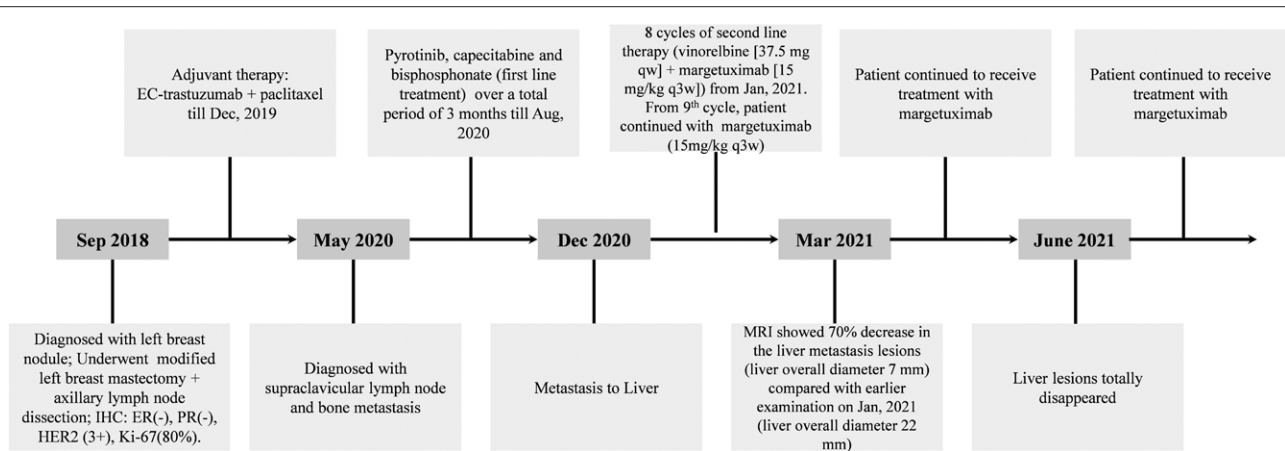 Adjuvant therapy:
EC-trastuzumab + paclitaxel
till Dec, 2019
Pyrotinib, capecitabine and
bisphosphonate (first line
treatment) over a total
period of 3 months till Aug,
2020
8 cycles of second line
therapy (vinorelbine [37.5 mg
qw] + margetuximab [15
mg/kg q3w]) from Jan, 2021.
From 9th cycle, patient
continued with margetuximab
(15mg/kg q3w)
Patient continued to receive
treatment with
margetuximab
Patient continued to receive
treatment with
margetuximab
Sep 2018
May 2020
Dec 2020
Mar 2021
June 2021
Diagnosed with left breast
nodule; Underwent modified
left breast mastectomy +
axillary lymph node
dissection; IHC: ER(-), PR(-),
HER2 (3+), Ki-67(80%).
Diagnosed with
supraclavicular lymph node
and bone metastasis
Metastasis to Liver
MRI showed 70% decrease in
the liver metastasis lesions
(liver overall diameter 7 mm)
compared with earlier
examination on Jan, 2021
(liver overall diameter 22
mm)
Liver lesions totally
disappeared